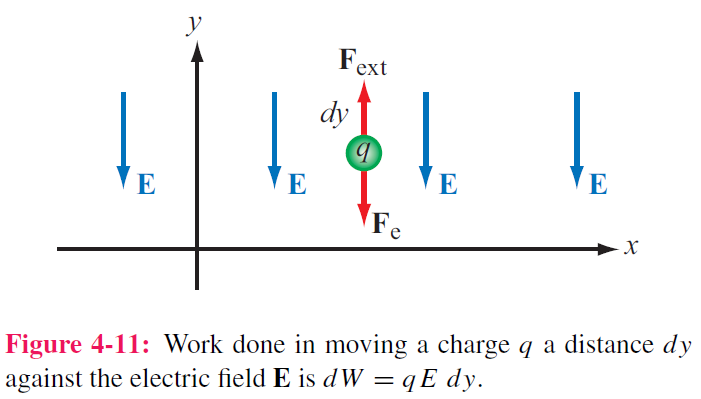 y
F_ext
dy
q
E E E E
F_e
x
Figure 4-11: Work done in moving a charge q a distance dy
against the electric field E is dW = qE dy.